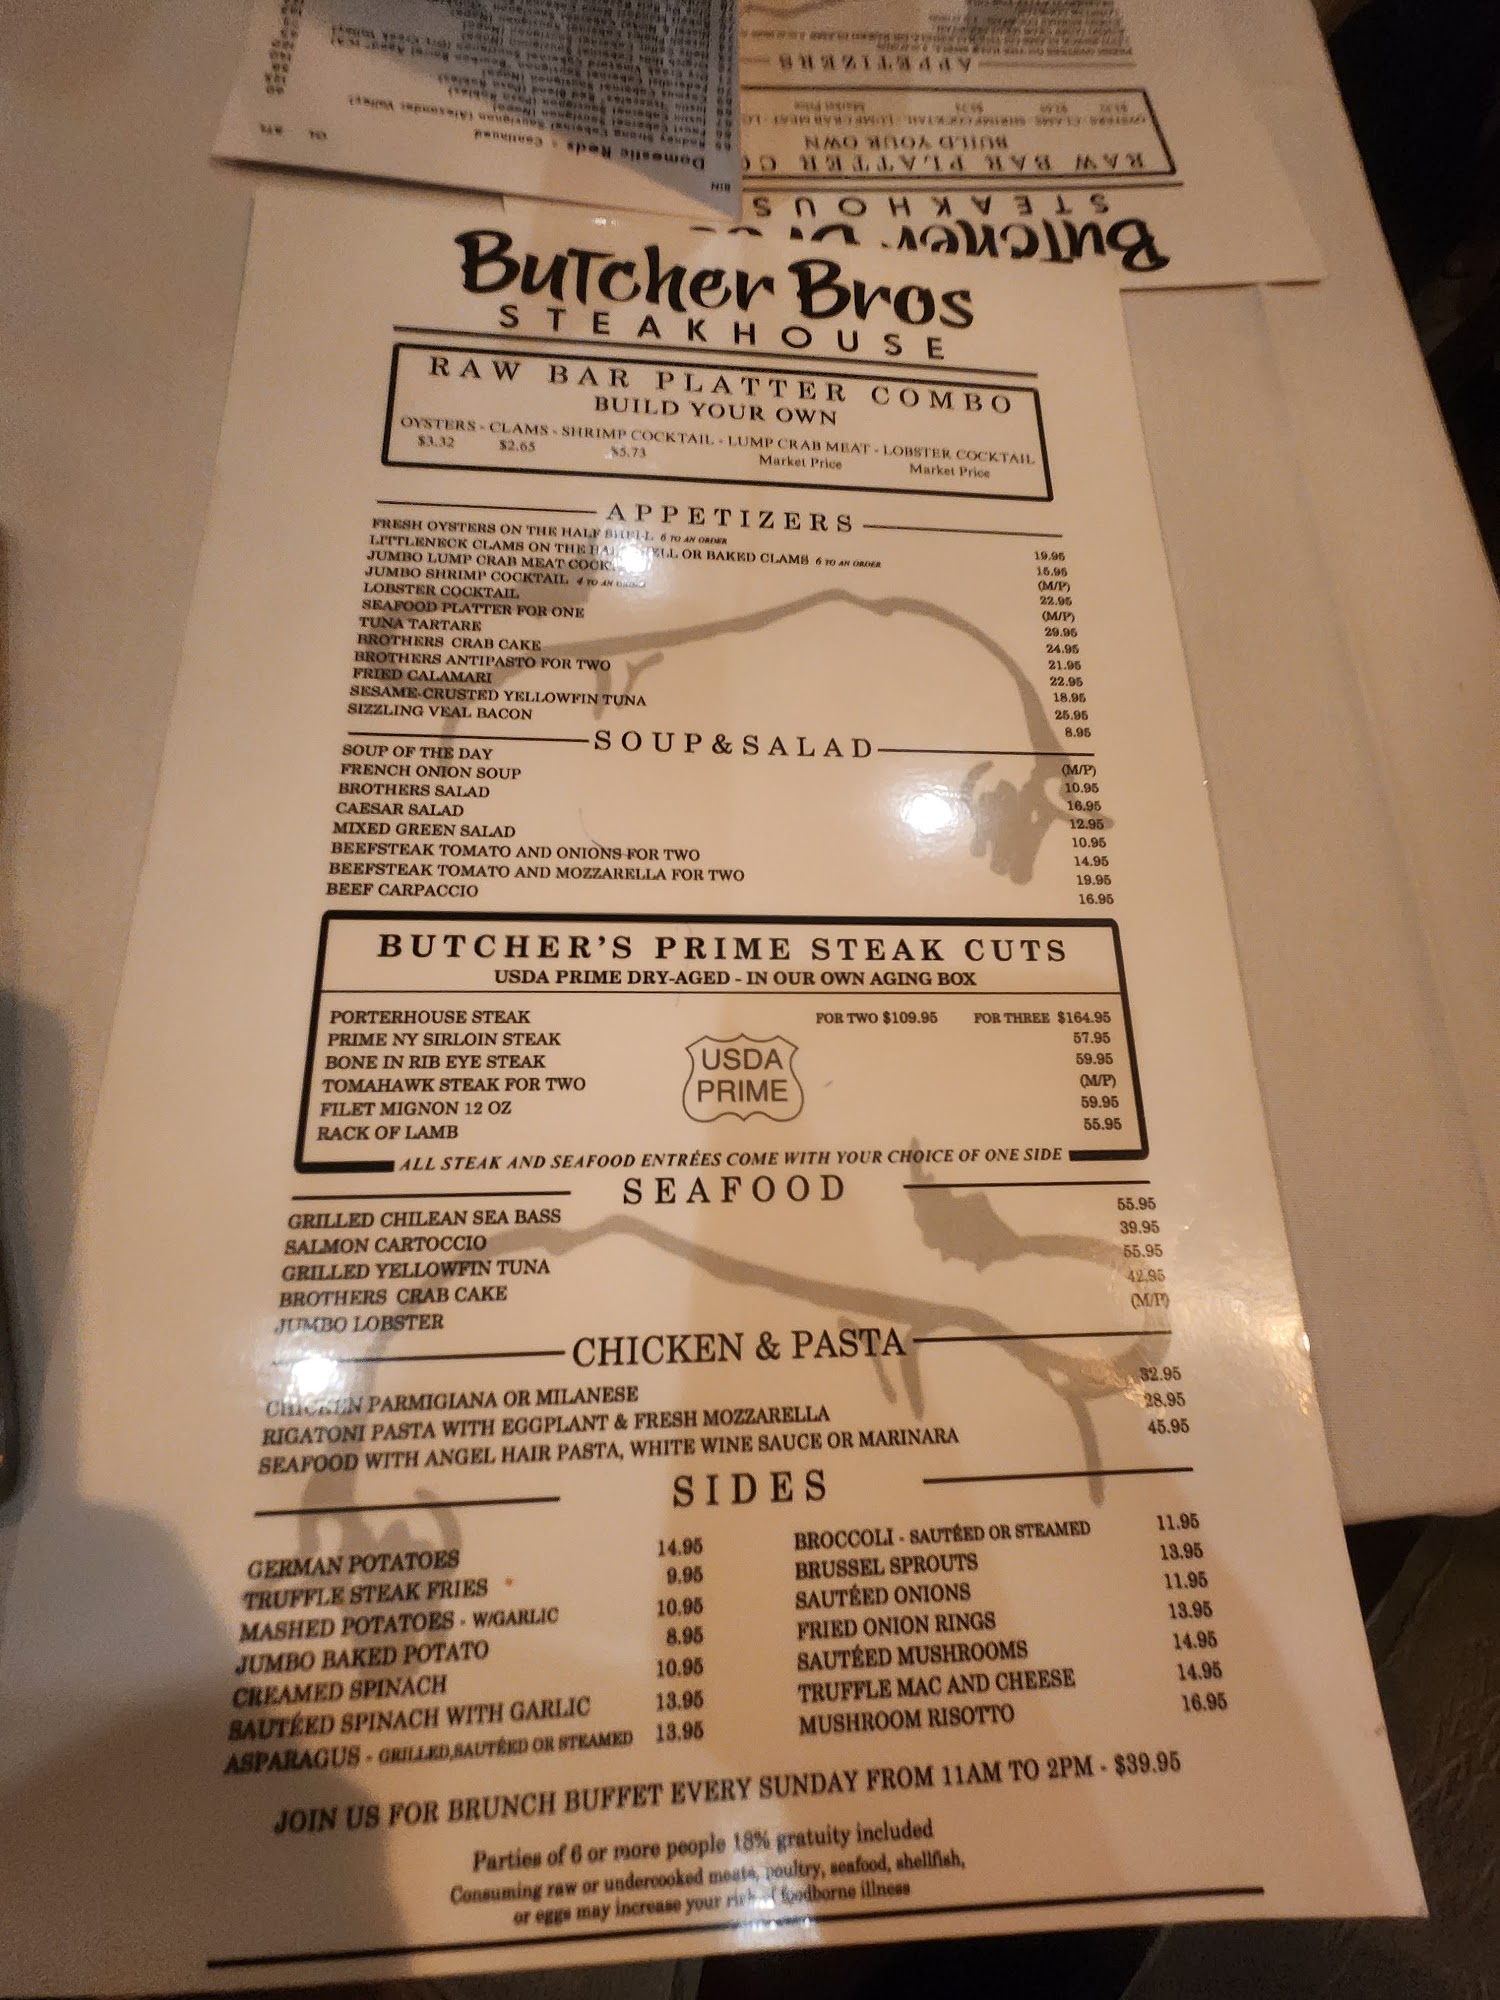 Domestic Reds - Continued
BIN
Butcher Bros
STEAKHOUSE
RAW BAR PLATTER COMBO
BUILD YOUR OWN
OYSTERS - CLAMS - SHRIMP COCKTAIL - LUMP CRAB MEAT - LOBSTER COCKTAIL
$3.32 $2.65 $5.73 Market Price Market Price
APPETIZERS
FRESH OYSTERS ON THE HALF SHELL 6 TO AN ORDER 19.95
LITTLENECK CLAMS ON THE HALF SHELL OR BAKED CLAMS 6 TO AN ORDER 15.95
JUMBO LUMP CRAB MEAT COCK (M/P)
JUMBO SHRIMP COCKTAIL 4 TO AN ORDER 22.95
LOBSTER COCKTAIL (M/P)
SEAFOOD PLATTER FOR ONE 29.95
TUNA TARTARE 24.95
BROTHERS CRAB CAKE 21.95
BROTHERS ANTIPASTO FOR TWO 22.95
FRIED CALAMARI 18.95
SESAME-CRUSTED YELLOWFIN TUNA 25.95
SIZZLING VEAL BACON 8.95
SOUP & SALAD
SOUP OF THE DAY (M/P)
FRENCH ONION SOUP 10.95
BROTHERS SALAD 16.95
CAESAR SALAD 12.95
MIXED GREEN SALAD 10.95
BEEFSTEAK TOMATO AND ONIONS FOR TWO 14.95
BEEFSTEAK TOMATO AND MOZZARELLA FOR TWO 19.95
BEEF CARPACCIO 16.95
BUTCHER'S PRIME STEAK CUTS
USDA PRIME DRY-AGED - IN OUR OWN AGING BOX
PORTERHOUSE STEAK FOR TWO $109.95 FOR THREE $164.95
PRIME NY SIRLOIN STEAK 57.95
BONE IN RIB EYE STEAK 59.95
TOMAHAWK STEAK FOR TWO (M/P)
FILET MIGNON 12 OZ 59.95
RACK OF LAMB 55.95
USDA
PRIME
ALL STEAK AND SEAFOOD ENTRÉES COME WITH YOUR CHOICE OF ONE SIDE
SEAFOOD
GRILLED CHILEAN SEA BASS 55.95
SALMON CARTOCCIO 39.95
GRILLED YELLOWFIN TUNA 55.95
BROTHERS CRAB CAKE 42.95
JUMBO LOBSTER (M/P)
CHICKEN & PASTA
CHICKEN PARMIGIANA OR MILANESE 32.95
RIGATONI PASTA WITH EGGPLANT & FRESH MOZZARELLA 28.95
SEAFOOD WITH ANGEL HAIR PASTA, WHITE WINE SAUCE OR MARINARA 45.95
SIDES
GERMAN POTATOES 14.95
TRUFFLE STEAK FRIES 9.95
MASHED POTATOES - W/GARLIC 10.95
JUMBO BAKED POTATO 8.95
CREAMED SPINACH 10.95
SAUTÉED SPINACH WITH GARLIC 13.95
ASPARAGUS - GRILLED, SAUTÉED OR STEAMED 13.95
BROCCOLI - SAUTÉED OR STEAMED 11.95
BRUSSEL SPROUTS 13.95
SAUTÉED ONIONS 11.95
FRIED ONION RINGS 13.95
SAUTÉED MUSHROOMS 14.95
TRUFFLE MAC AND CHEESE 14.95
MUSHROOM RISOTTO 16.95
JOIN US FOR BRUNCH BUFFET EVERY SUNDAY FROM 11AM TO 2PM - $39.95
Parties of 6 or more people 18% gratuity included
Consuming raw or undercooked meats, poultry, seafood, shellfish,
or eggs may increase your risk of foodborne illness